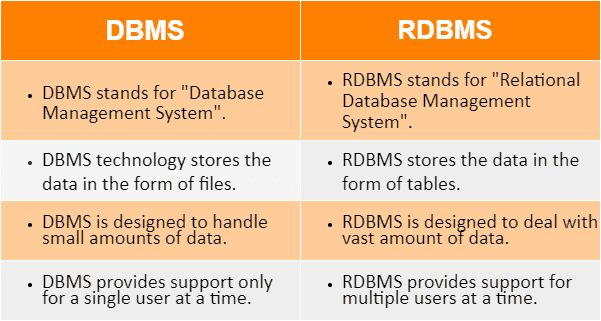 DBMS
RDBMS
• DBMS stands for "Database
Management System".
• RDBMS stands for "Relational
Database Management
System".
• DBMS technology stores the
data in the form of files.
• RDBMS stores the data in the
form of tables.
• DBMS is designed to handle
small amounts of data.
• RDBMS is designed to deal with
vast amount of data.
• DBMS provides support only
for a single user at a time.
• RDBMS provides support for
multiple users at a time.